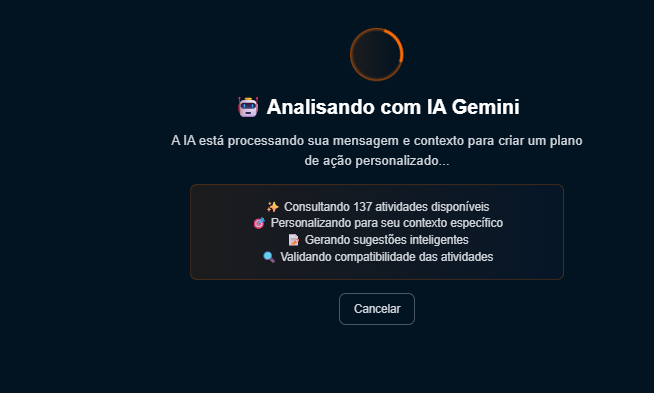 🤖 Analisando com IA Gemini
A IA está processando sua mensagem e contexto para criar um plano
de ação personalizado...
✨ Consultando 137 atividades disponíveis
🎯 Personalizando para seu contexto específico
📝 Gerando sugestões inteligentes
🔍 Validando compatibilidade das atividades
Cancelar